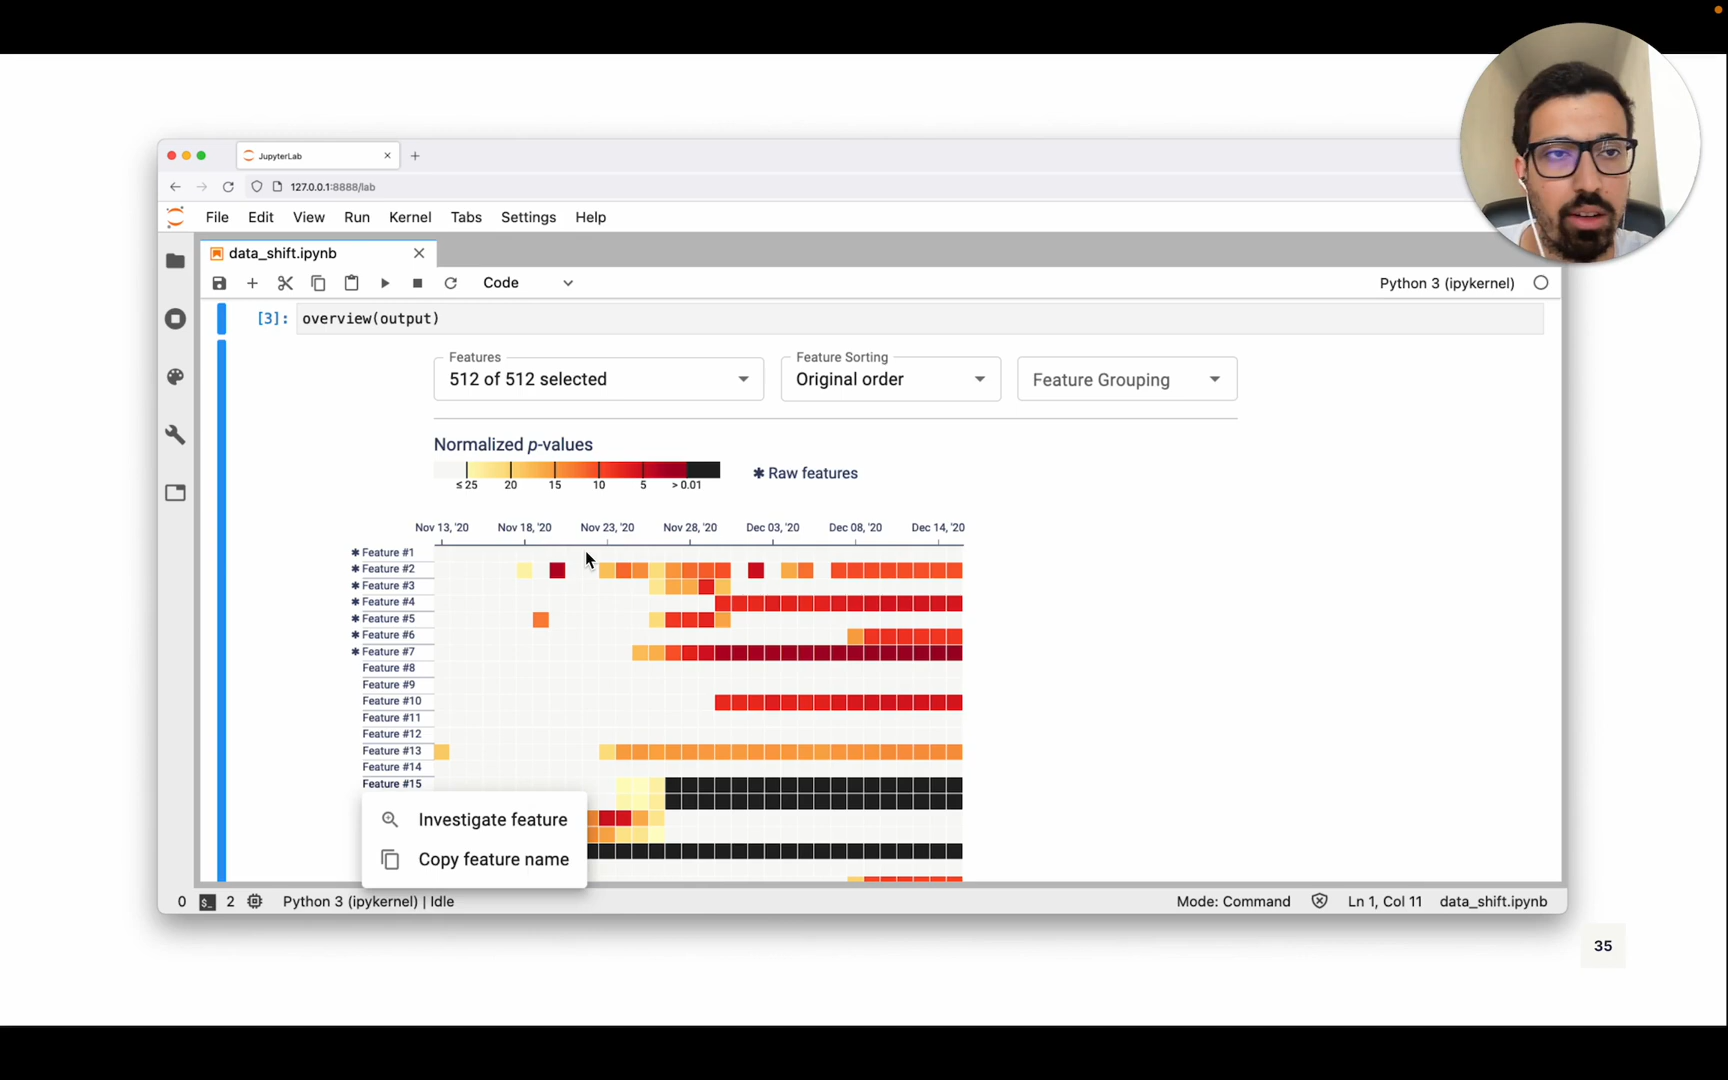 JupyterLab
127.0.0.1:8888/lab
File Edit View Run Kernel Tabs Settings Help
data_shift.ipynb
Code
Python 3 (ipykernel)
[3]: overview(output)
Features
512 of 512 selected
Feature Sorting
Original order
Feature Grouping
Normalized p-values
✱ Raw features
≤ 25 20 15 10 5 > 0.01
Nov 13, '20 Nov 18, '20 Nov 23, '20 Nov 28, '20 Dec 03, '20 Dec 08, '20 Dec 14, '20
✱ Feature #1
✱ Feature #2
✱ Feature #3
✱ Feature #4
✱ Feature #5
✱ Feature #6
✱ Feature #7
Feature #8
Feature #9
Feature #10
Feature #11
Feature #12
Feature #13
Feature #14
Feature #15
Investigate feature
Copy feature name
0 $_ 2 Python 3 (ipykernel) | Idle Mode: Command Ln 1, Col 11 data_shift.ipynb
35